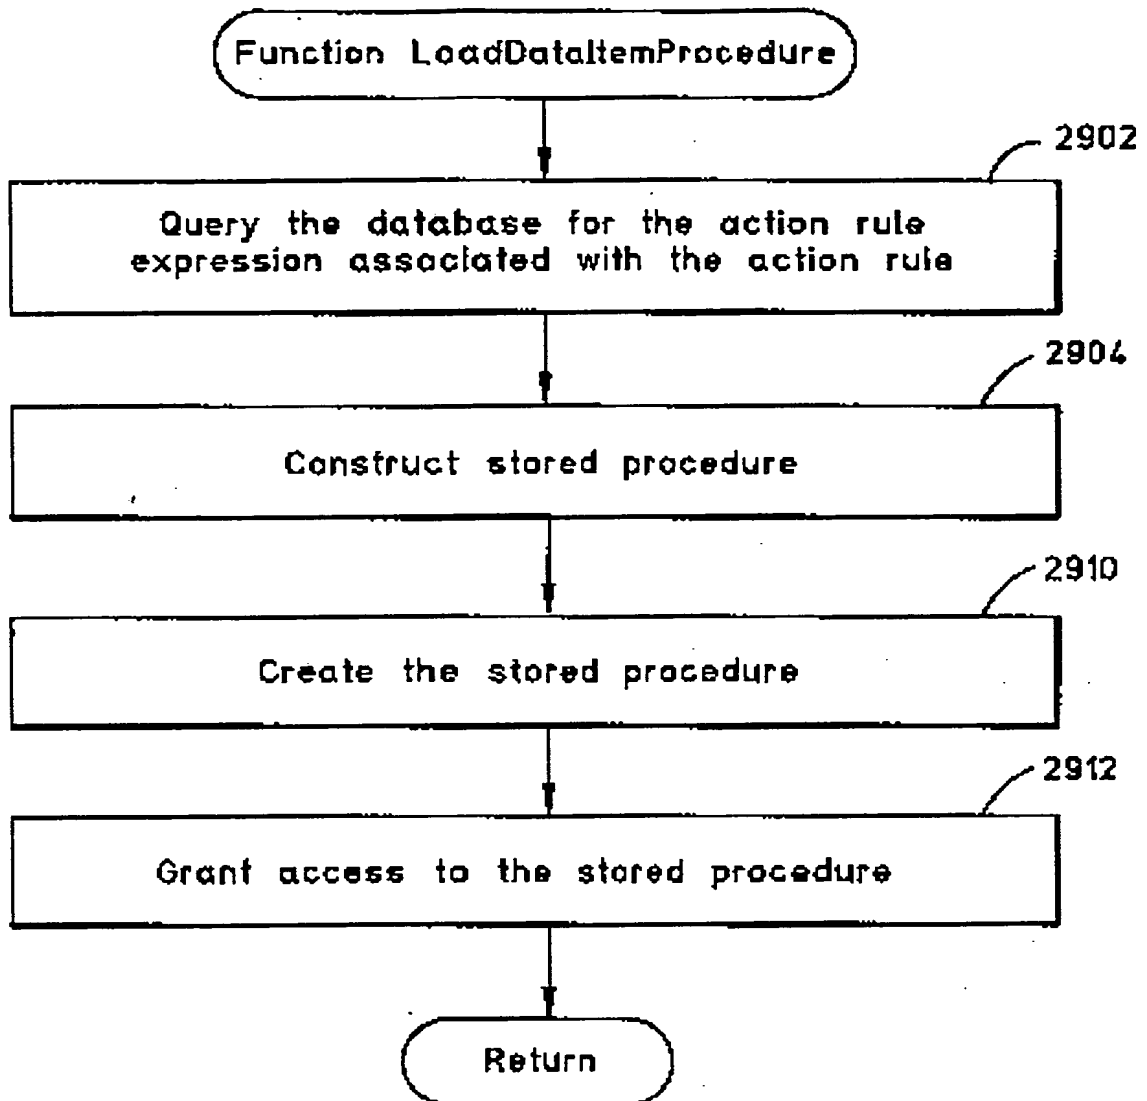 Function LoadDataItemProcedure
2902
Query the database for the action rule
expression associated with the action rule
2904
Construct stored procedure
2910
Create the stored procedure
2912
Grant access to the stored procedure
Return